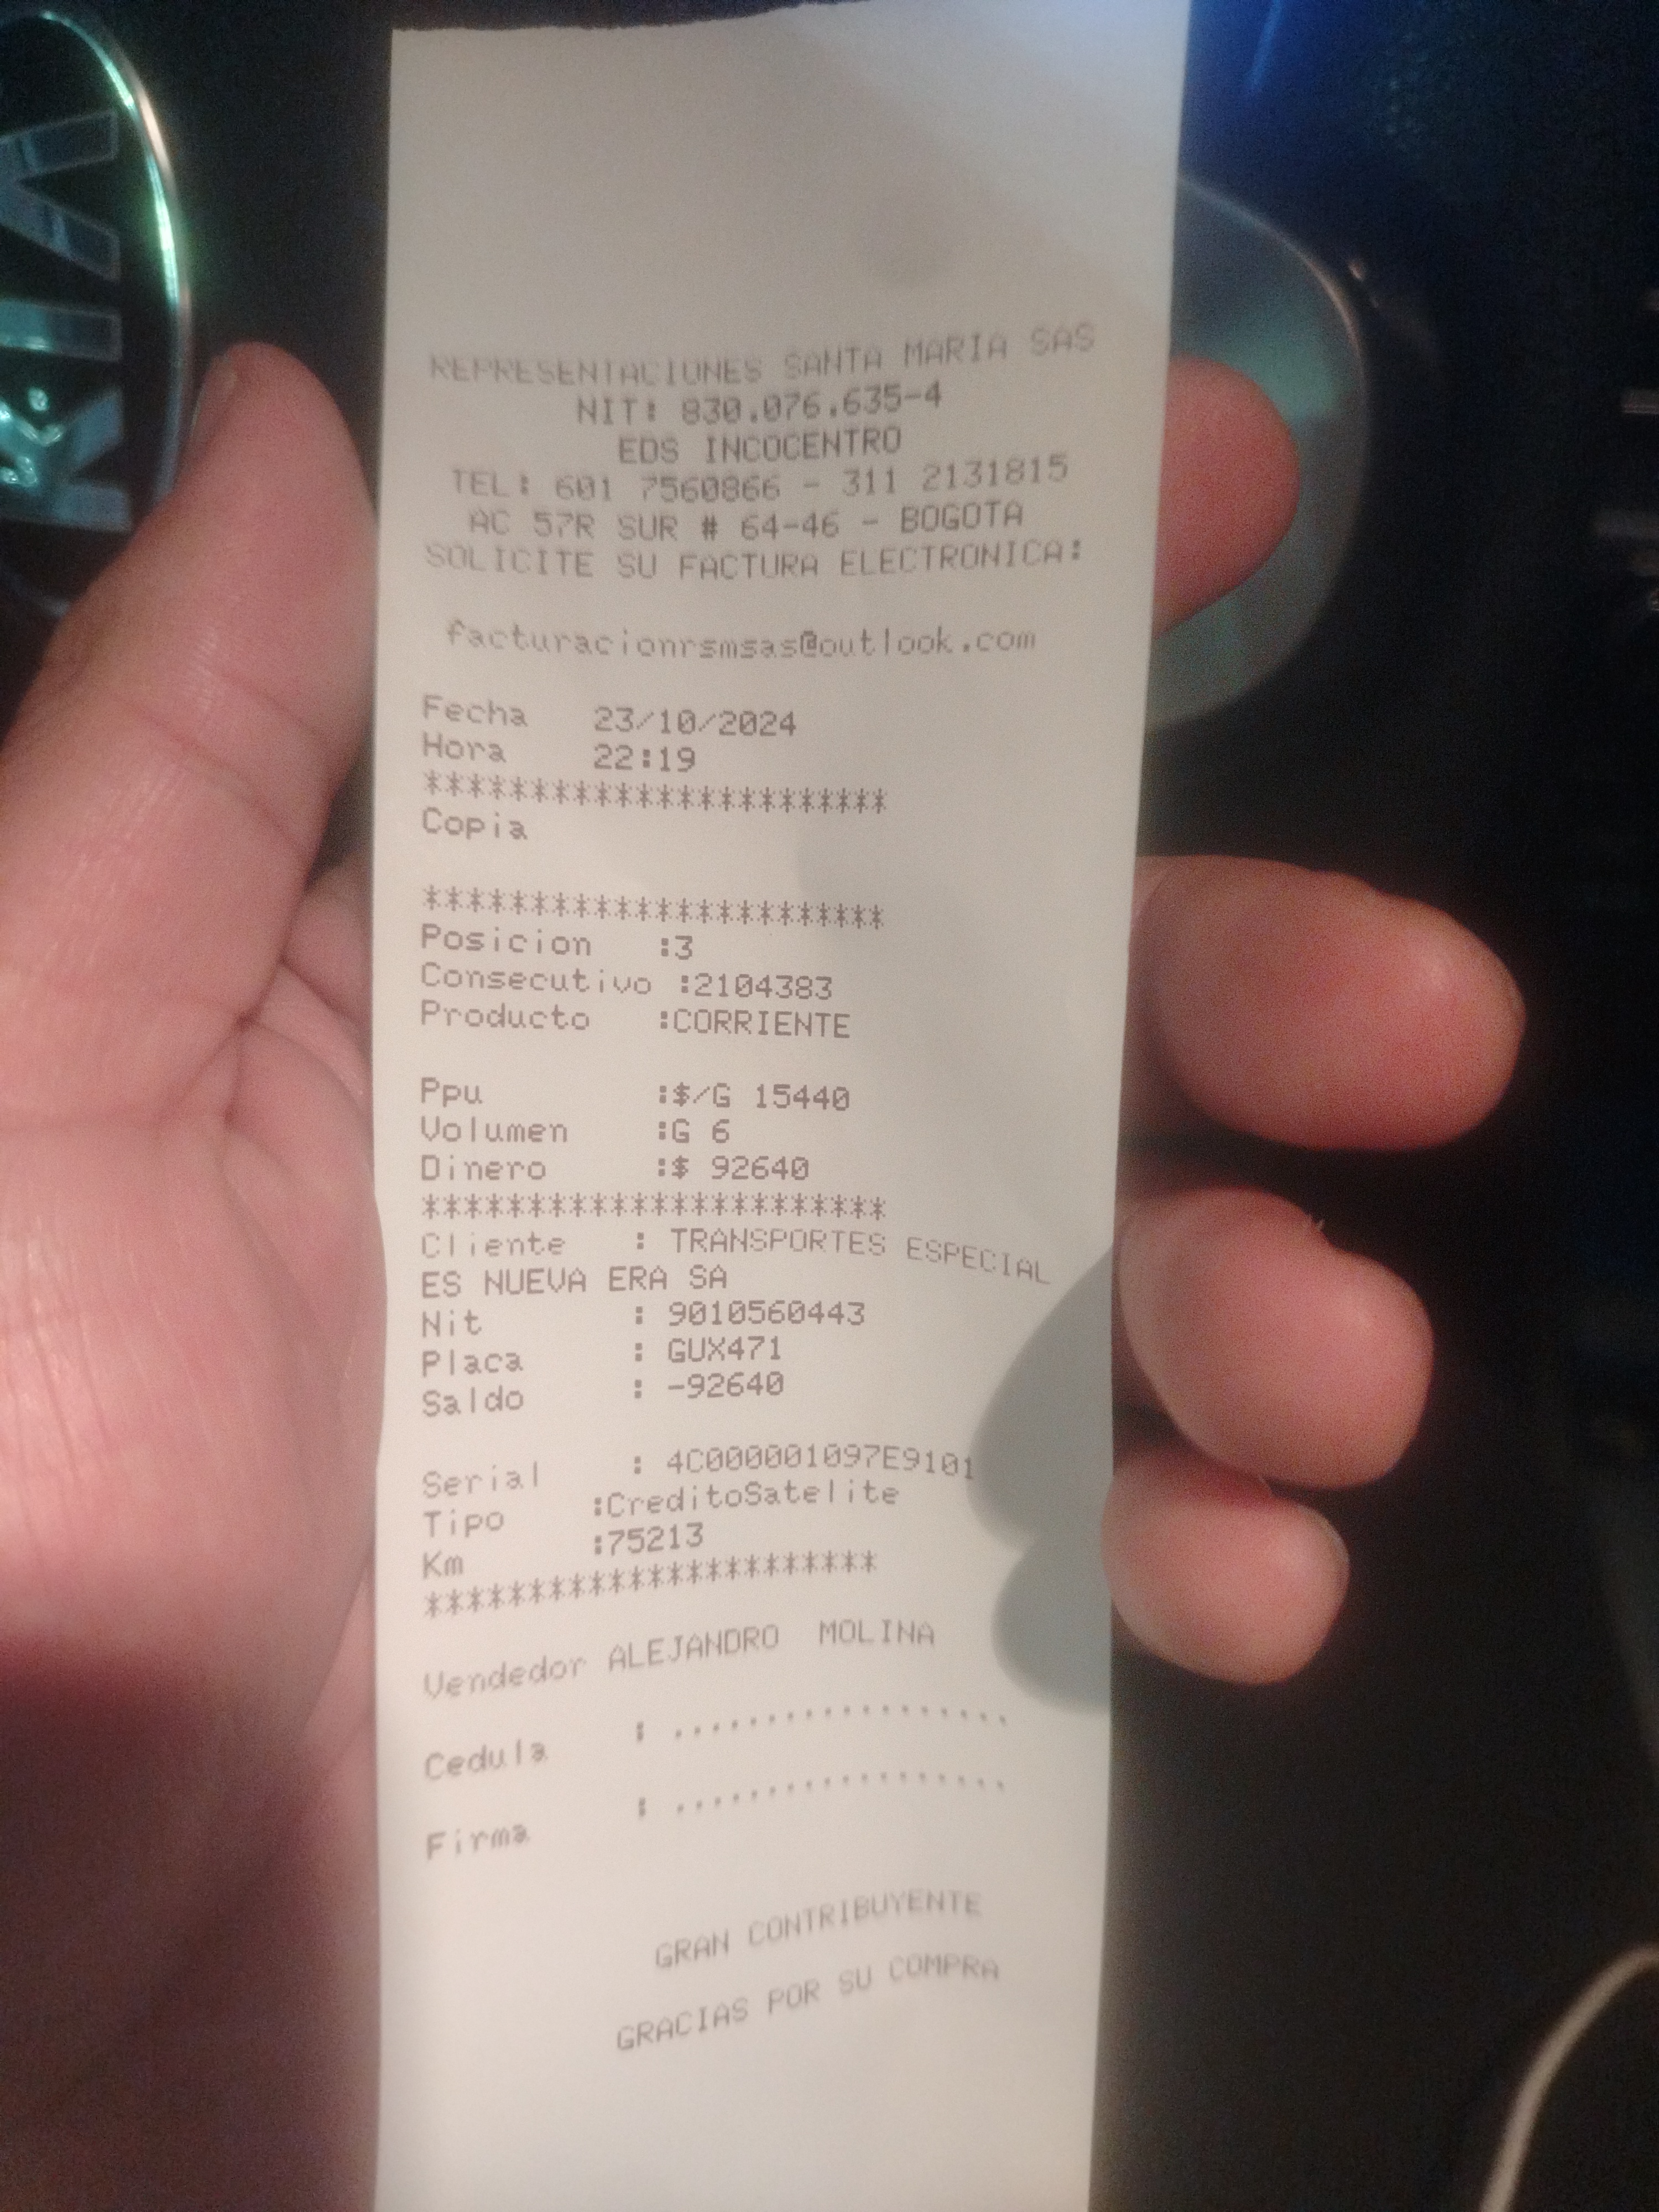 KIA
REPRESENTACIONES SANTA MARIA SAS
NIT: 830.076.635-4
EDS INCOCENTRO
TEL: 601 7560866 - 311 2131815
AC 57R SUR # 64-46 - BOGOTA
SOLICITE SU FACTURA ELECTRONICA:
facturacionrsmsas@outlook.com
Fecha 23/10/2024
Hora 22:19
**********************
Copia
**********************
Posicion :3
Consecutivo :2104383
Producto :CORRIENTE
Ppu :$/G 15440
Volumen :G 6
Dinero :$ 92640
**********************
Cliente : TRANSPORTES ESPECIAL
ES NUEVA ERA SA
Nit : 9010560443
Placa : GUX471
Saldo : -92640
Serial : 4C000001097E9101
Tipo :CreditoSatelite
Km :75213
**********************
Vendedor ALEJANDRO MOLINA
Cedula : ................
Firma : ................
GRAN CONTRIBUYENTE
GRACIAS POR SU COMPRA